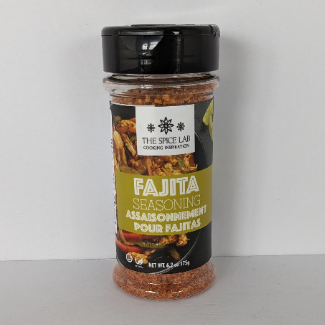 THE SPICE LAB
COOKING INSPIRATION
FAJITA
SEASONING
ASSAISONNEMENT
POUR FAJITAS
NET WT. 6.2 oz 175g